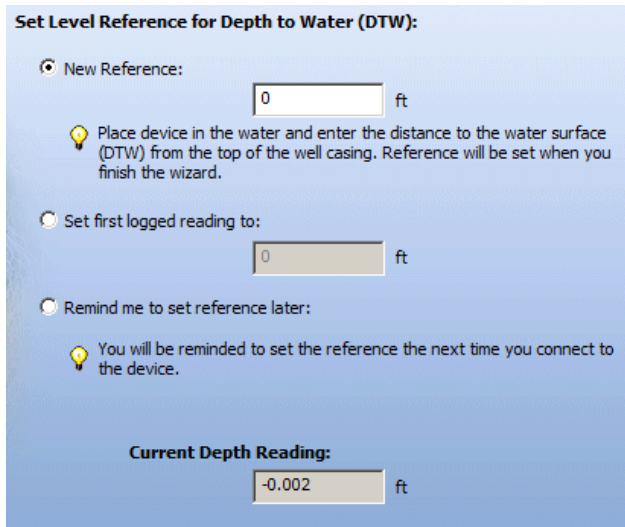 Set Level Reference for Depth to Water (DTW):
New Reference:
0 ft
Place device in the water and enter the distance to the water surface
(DTW) from the top of the well casing. Reference will be set when you
finish the wizard.
Set first logged reading to:
0 ft
Remind me to set reference later:
You will be reminded to set the reference the next time you connect to
the device.
Current Depth Reading:
-0.002 ft